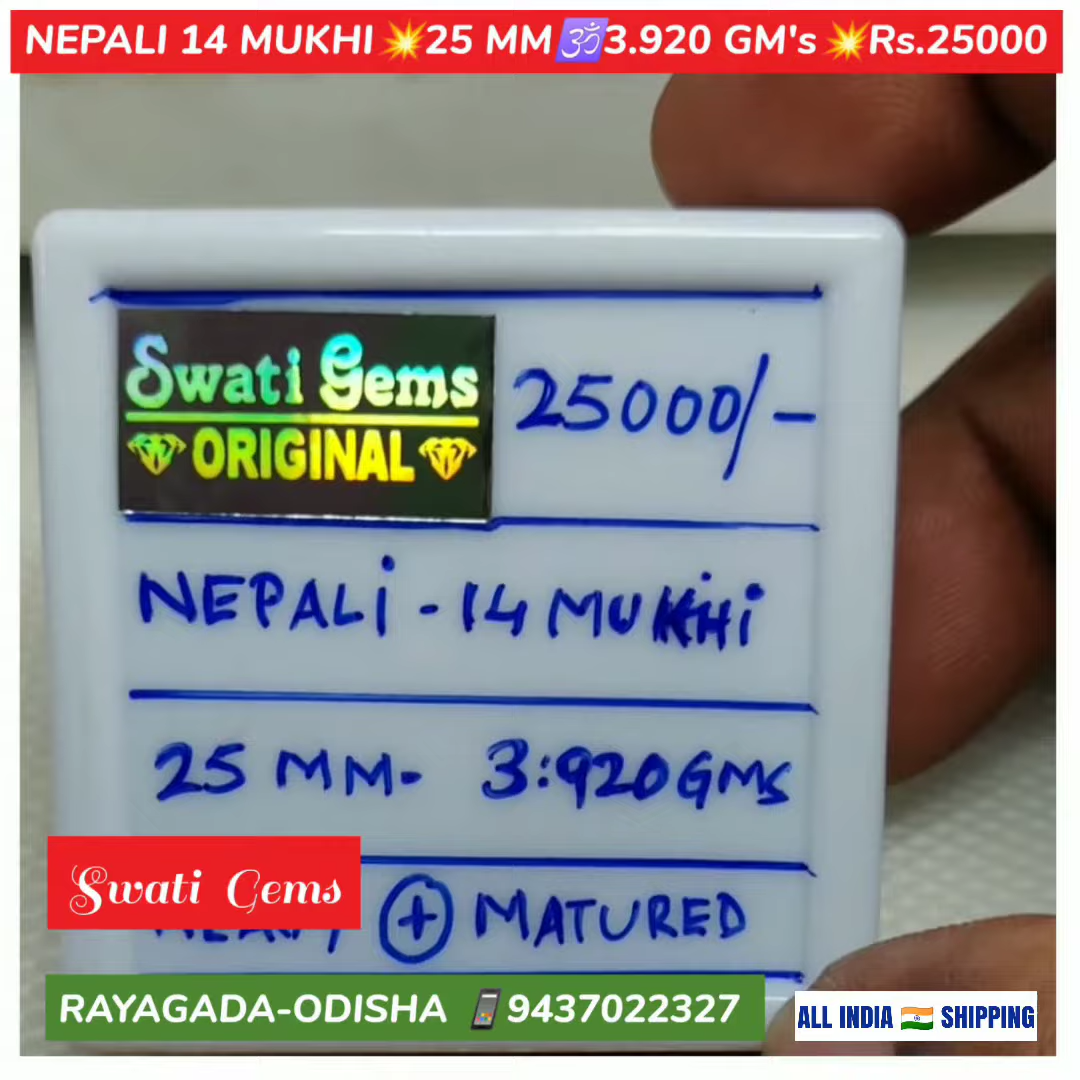 NEPALI 14 MUKHI 💥25 MM🕉3.920 GM's 💥Rs.25000
Swati Gems
ORIGINAL
25000/-
NEPALi - 14 MUKHi
25 MM- 3:920 GMS
Swati Gems
+ MATURED
RAYAGADA-ODISHA 📱9437022327
ALL INDIA 🇮🇳 SHIPPING